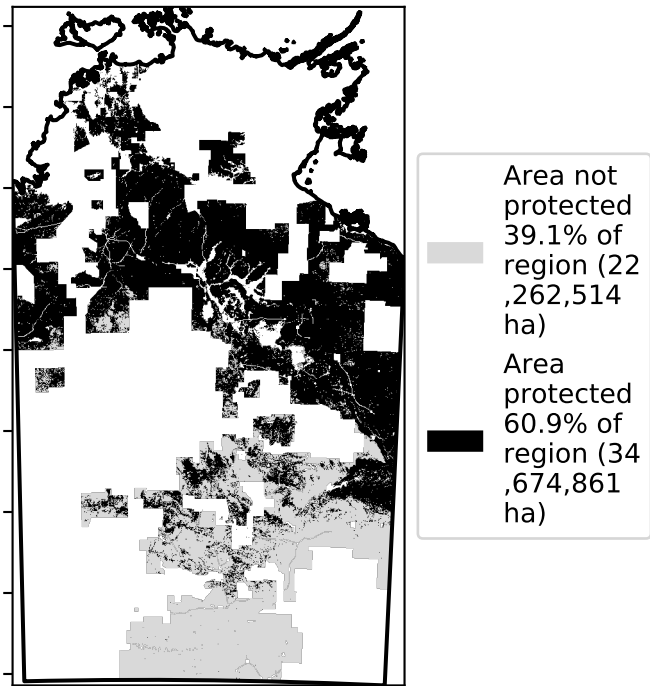 Area not
protected
39.1% of
region (22
,262,514
ha)
Area
protected
60.9% of
region (34
,674,861
ha)